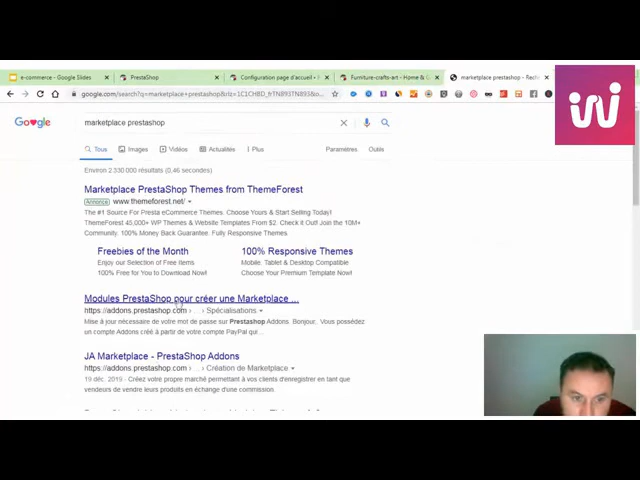 e-commerce - Google Slides
PrestaShop
Configuration page d'accueil
Furniture-crafts-art - Home &
marketplace prestashop - Rech
google.com/search?q=marketplace+prestashop&rlz=1C1CHBD_frTN893TN893&o...
Google
marketplace prestashop
Tous
Images
Vidéos
Actualités
Plus
Paramètres
Outils
Environ 2 330 000 résultats (0,46 secondes)
Marketplace PrestaShop Themes from ThemeForest
Annonce www.themeforest.net/
The #1 Source For Presta eCommerce Themes. Choose Yours & Start Selling Today!
ThemeForest 45,000+ WP Themes & Website Templates From $2. Check it Out! Join the 10M+
Community. 100% Money Back Guarantee. Fully Responsive Themes.
Freebies of the Month
100% Responsive Themes
Enjoy our Selection of Free Items
Mobile, Tablet & Desktop Compatible
100% Free for You to Download Now!
Choose Your Premium Template Now!
Modules PrestaShop pour créer une Marketplace ...
https://addons.prestashop.com › ... › Spécialisations
Mise à jour nécessaire de votre mot de passe sur Prestashop Addons. Bonjour,. Vous possédez
un compte Addons créé à partir de votre compte PayPal qui...
JA Marketplace - PrestaShop Addons
https://addons.prestashop.com › ... › Création de Marketplace
19 déc. 2019 - Créez votre propre marché permettant à vos clients d'enregistrer en tant que
vendeurs de vendre leurs produits en échange d'une commission.